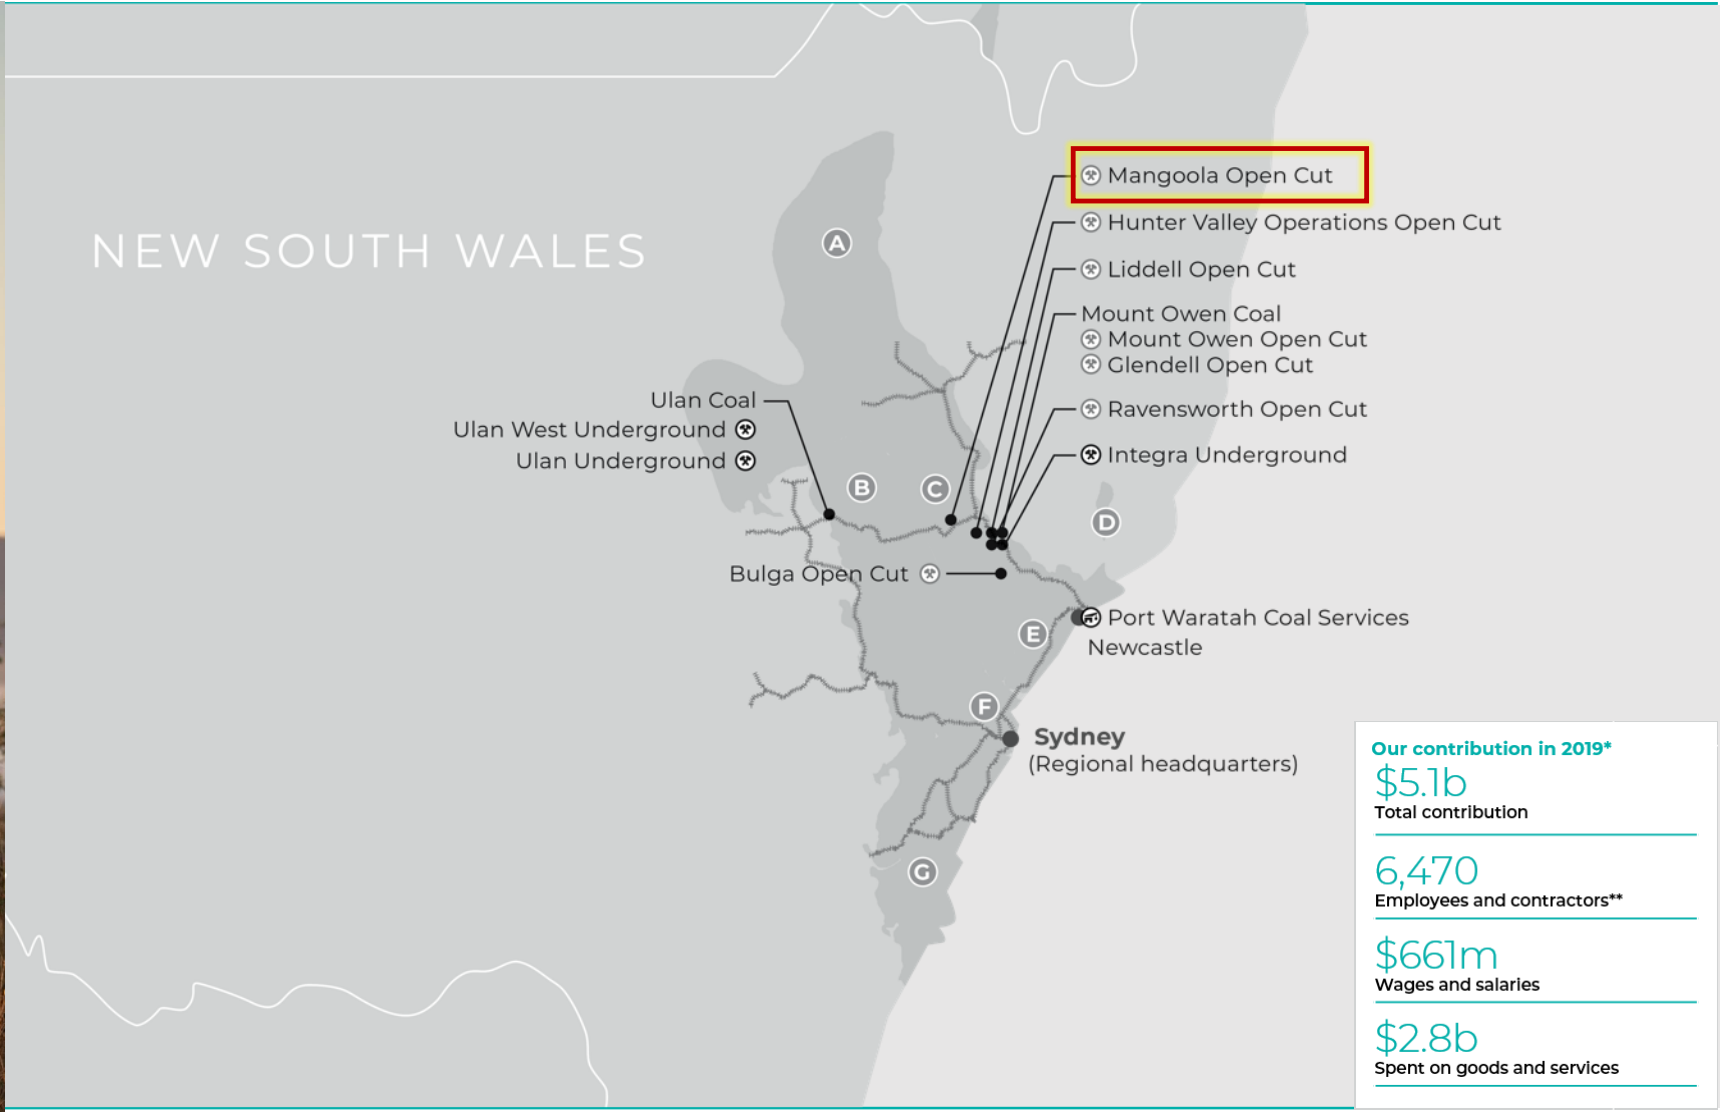 NEW SOUTH WALES
A
Mangoola Open Cut
Hunter Valley Operations Open Cut
Liddell Open Cut
Mount Owen Coal
Mount Owen Open Cut
Glendell Open Cut
Ravensworth Open Cut
Integra Underground
Ulan Coal
Ulan West Underground
Ulan Underground
B
C
D
Bulga Open Cut
Port Waratah Coal Services
Newcastle
E
F
Sydney
(Regional headquarters)
G
Our contribution in 2019*
$5.1b
Total contribution
6,470
Employees and contractors**
$661m
Wages and salaries
$2.8b
Spent on goods and services